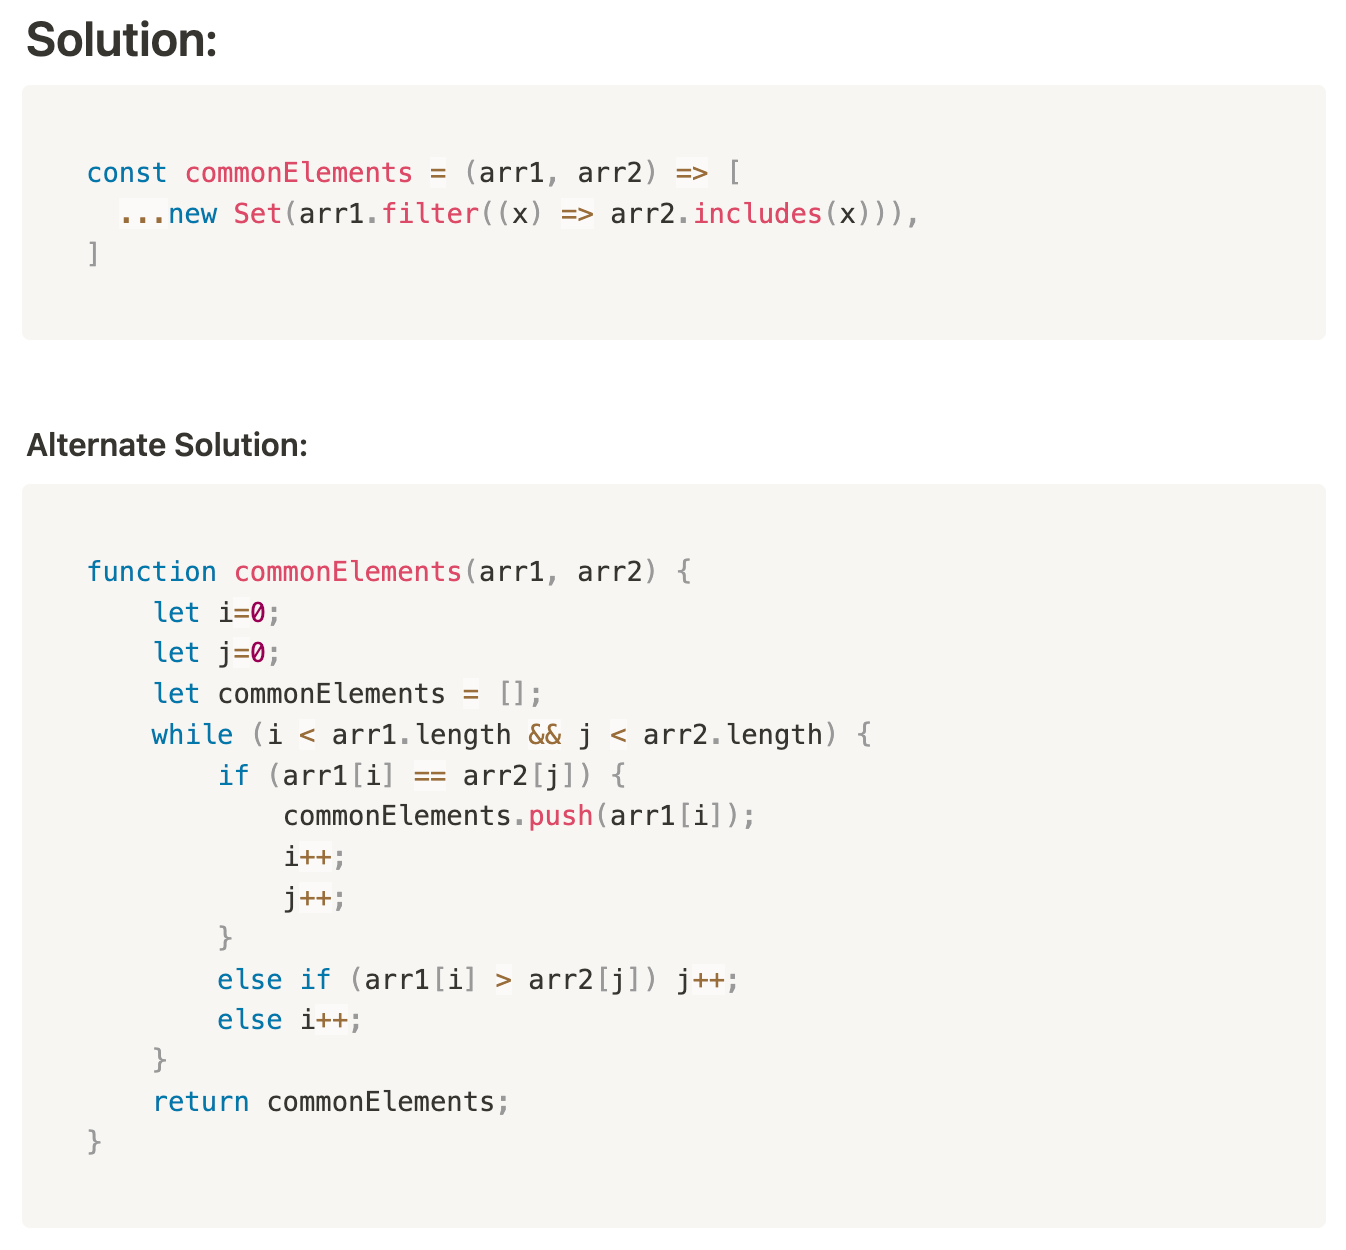 Solution:
const commonElements = (arr1, arr2) => [
  ...new Set(arr1.filter((x) => arr2.includes(x))),
]
Alternate Solution:
function commonElements(arr1, arr2) {
    let i=0;
    let j=0;
    let commonElements = [];
    while (i < arr1.length && j < arr2.length) {
        if (arr1[i] == arr2[j]) {
            commonElements.push(arr1[i]);
            i++;
            j++;
        }
        else if (arr1[i] > arr2[j]) j++;
        else i++;
    }
    return commonElements;
}